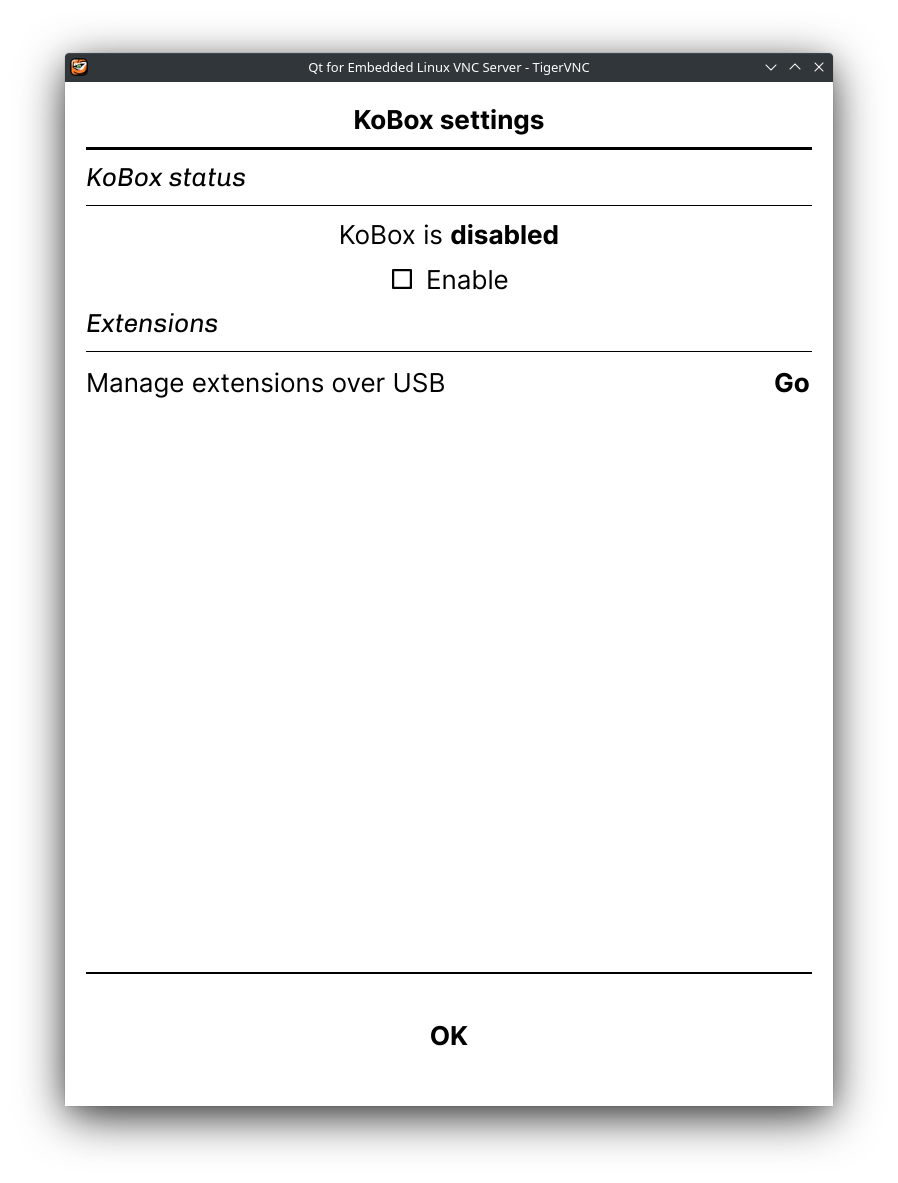 Qt for Embedded Linux VNC Server - TigerVNC
KoBox settings
KoBox status
KoBox is disabled
Enable
Extensions
Manage extensions over USB Go
OK